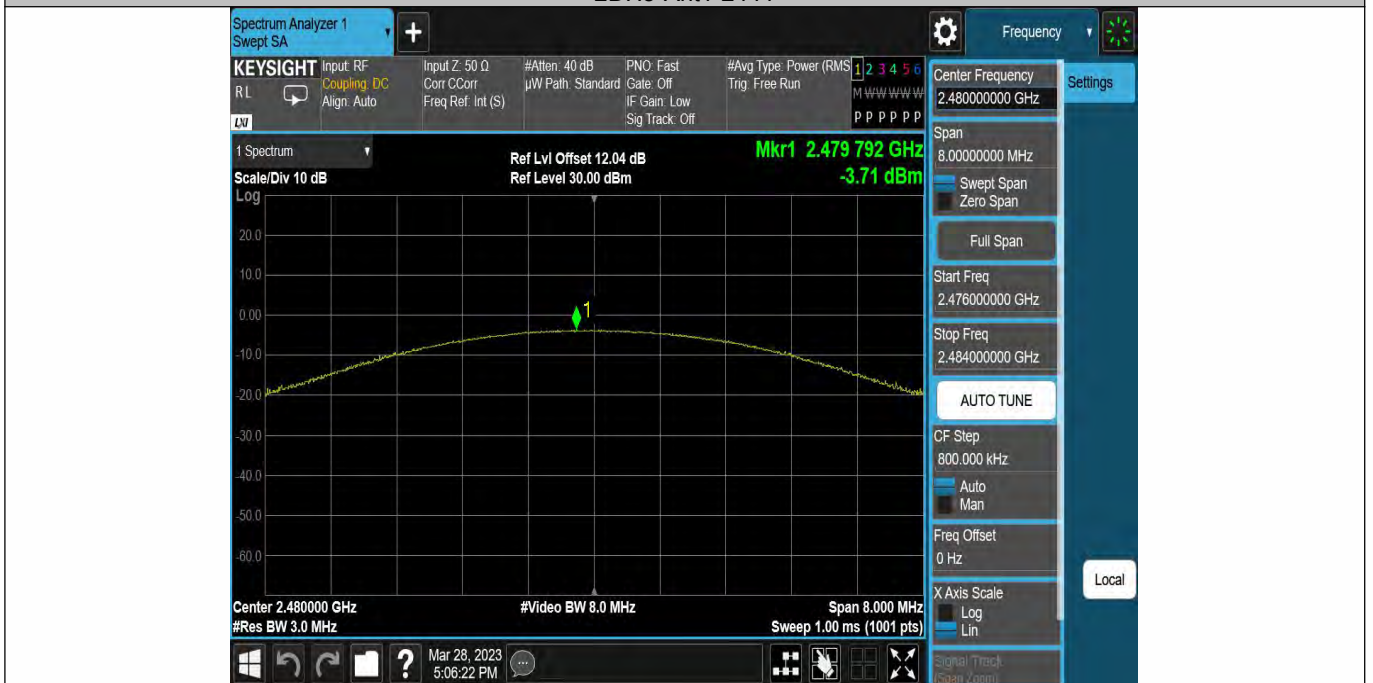 Spectrum Analyzer 1
Swept SA
+
Frequency
KEYSIGHT
RL
LXI
Input: RF
Coupling: DC
Align: Auto
Input Z: 50 Ω
Corr CCorr
Freq Ref: Int (S)
#Atten: 40 dB
µW Path: Standard
PNO: Fast
Gate: Off
IF Gain: Low
Sig Track: Off
#Avg Type: Power (RMS
Trig: Free Run
1 2 3 4 5 6
M W W W W W
P P P P P P
1 Spectrum
Scale/Div 10 dB
Ref Lvl Offset 12.04 dB
Ref Level 30.00 dBm
Mkr1 2.479 792 GHz
-3.71 dBm
Log
20.0
10.0
0.00
-10.0
-20.0
-30.0
-40.0
-50.0
-60.0
1
Center 2.480000 GHz
#Res BW 3.0 MHz
#Video BW 8.0 MHz
Span 8.000 MHz
Sweep 1.00 ms (1001 pts)
Center Frequency
2.480000000 GHz
Span
8.00000000 MHz
Swept Span
Zero Span
Full Span
Start Freq
2.476000000 GHz
Stop Freq
2.484000000 GHz
AUTO TUNE
CF Step
800.000 kHz
Auto
Man
Freq Offset
0 Hz
X Axis Scale
Log
Lin
Signal Track
(Span Zoom)
Settings
Local
?
Mar 28, 2023
5:06:22 PM